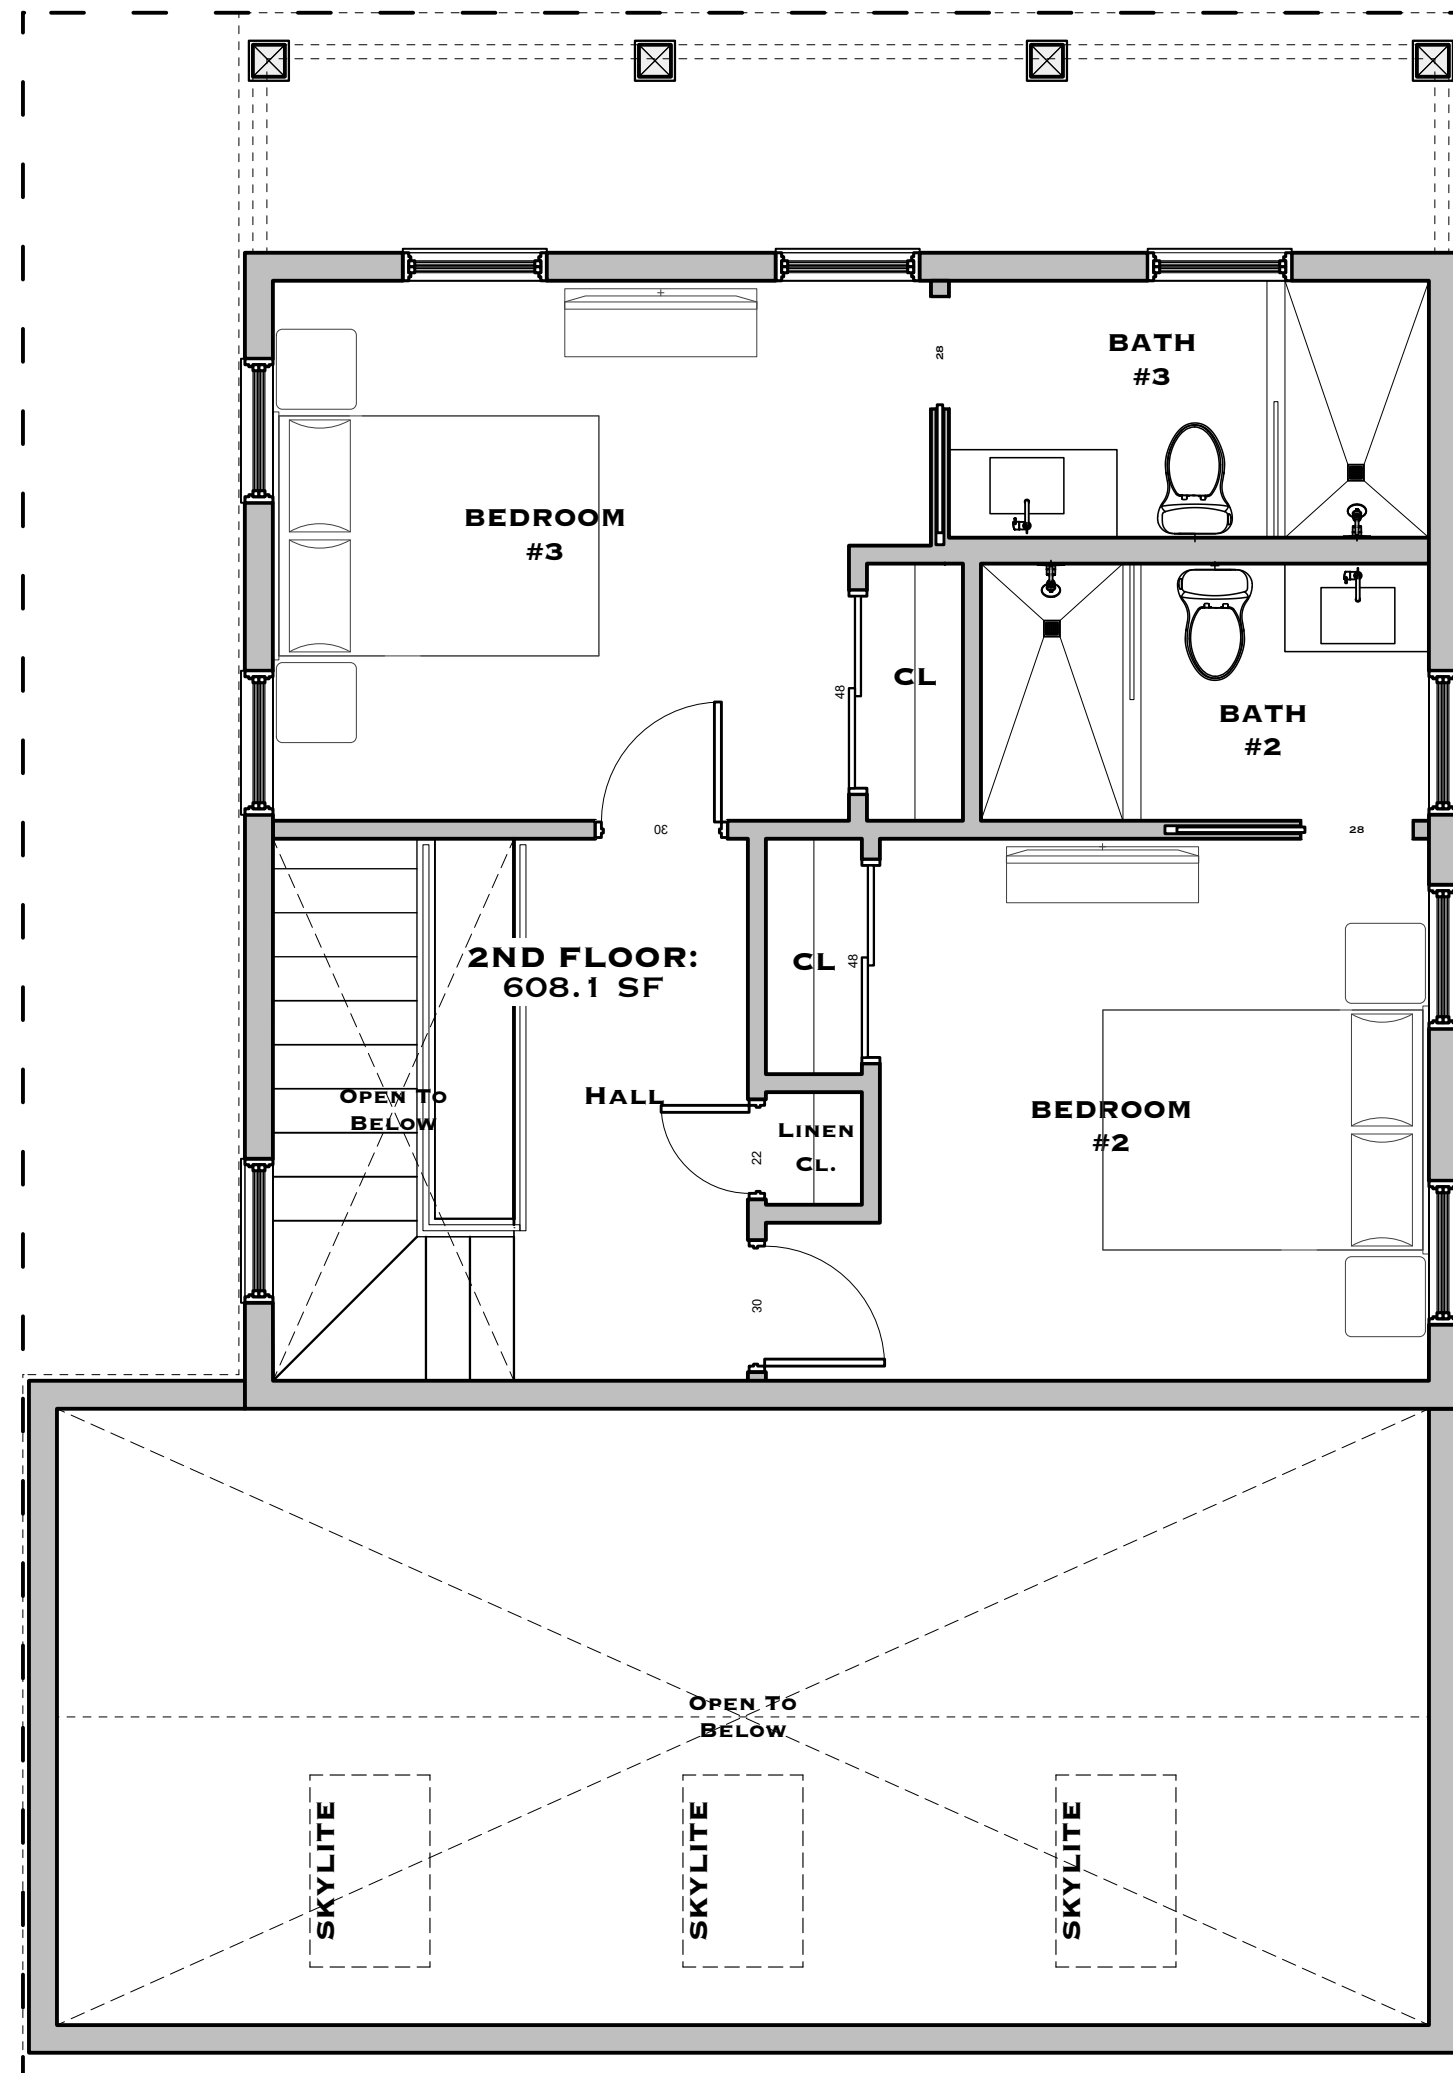 28
BATH
#3
BEDROOM
#3
CL
48
BATH
#2
30
28
2ND FLOOR:
608.1 SF
CL
48
OPEN TO
BELOW
HALL
LINEN
CL.
22
BEDROOM
#2
30
OPEN TO
BELOW
SKYLITE
SKYLITE
SKYLITE